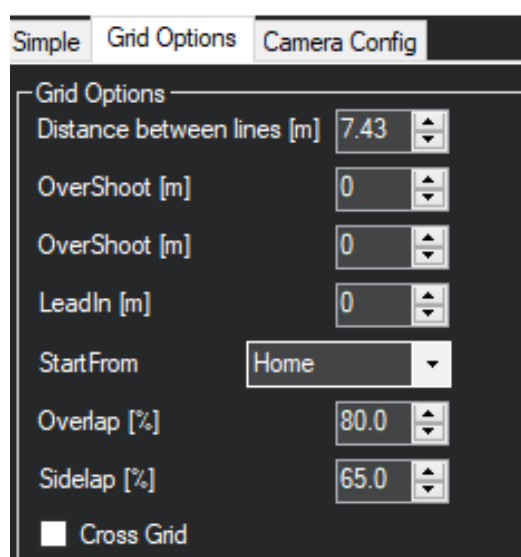 Simple Grid Options Camera Config
Grid Options
Distance between lines [m] 7.43
OverShoot [m] 0
OverShoot [m] 0
LeadIn [m] 0
StartFrom Home
Overlap [%] 80.0
Sidelap [%] 65.0
Cross Grid